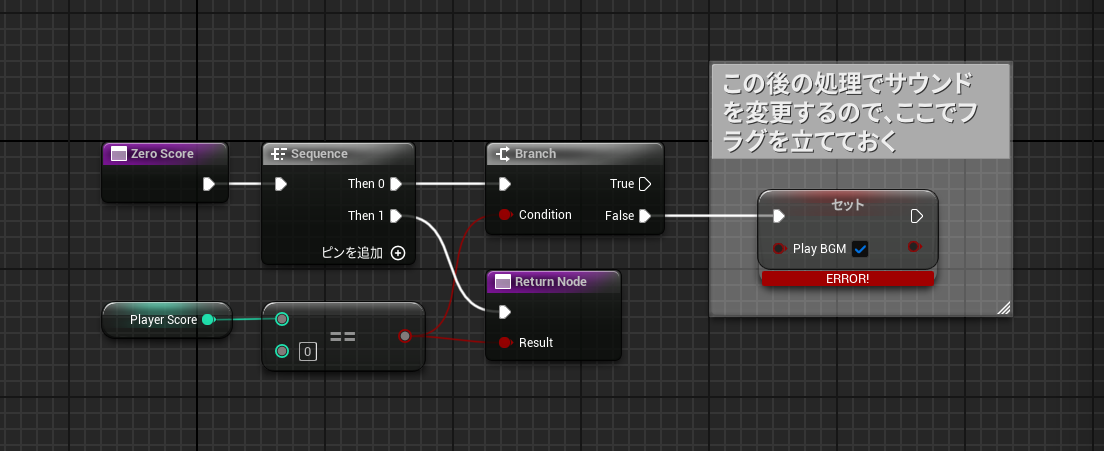 この後の処理でサウンド
を変更するので、ここでフ
ラグを立てておく
Zero Score
Sequence
Then 0
Then 1
ピンを追加
Branch
True
Condition
False
セット
Play BGM
ERROR!
Return Node
Result
Player Score
==
0